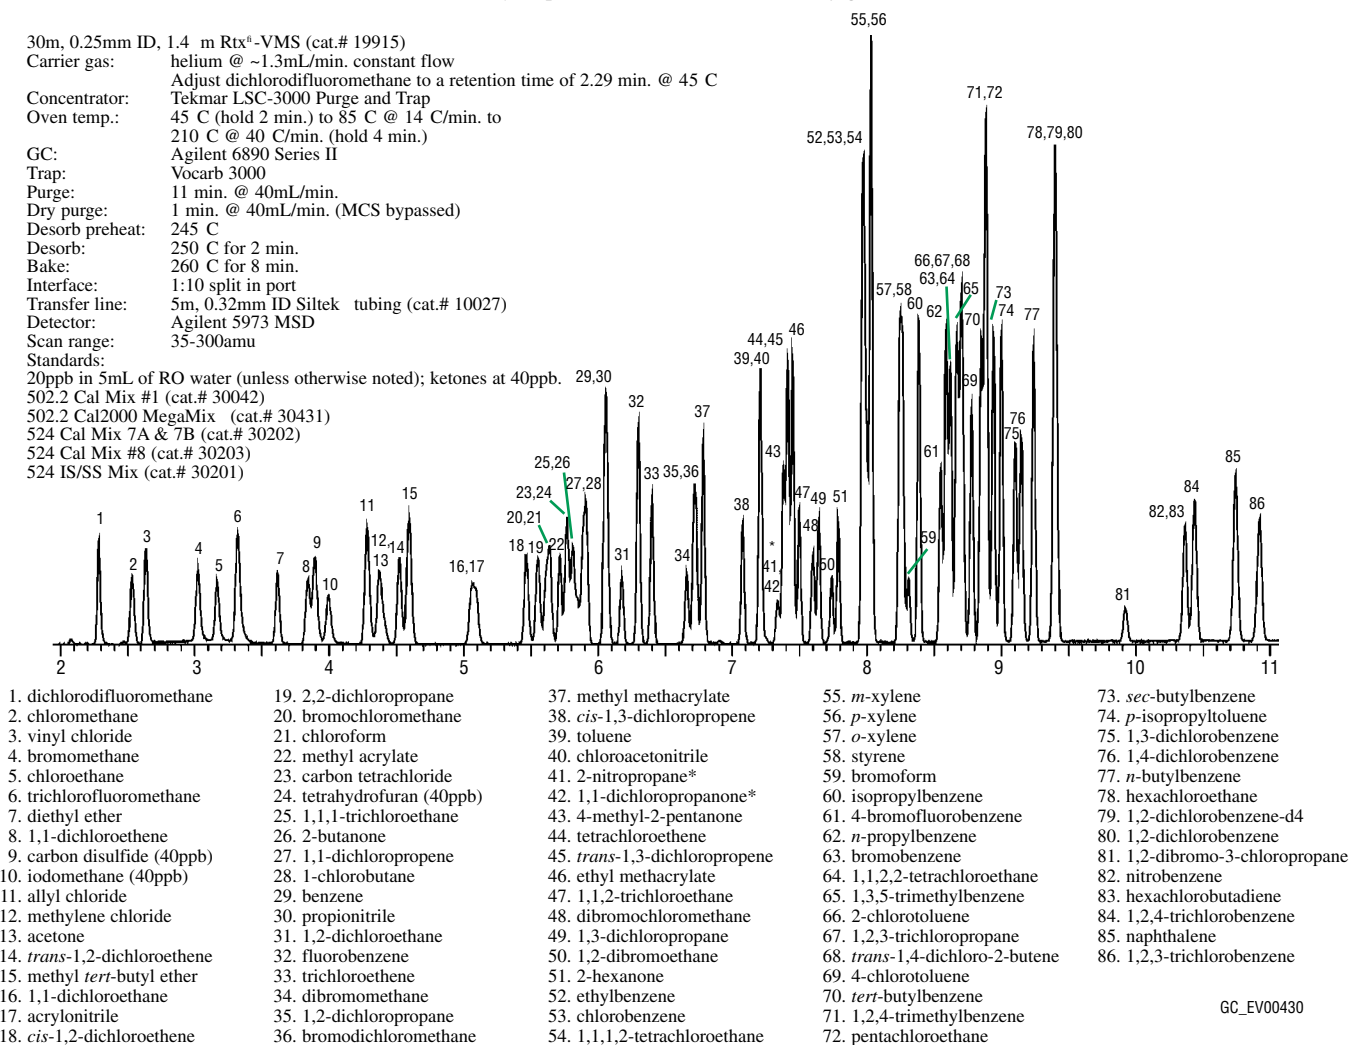 30m, 0.25mm ID, 1.4 m Rtx®-VMS (cat.# 19915)
Carrier gas: helium @ ~1.3mL/min. constant flow
Adjust dichlorodifluoromethane to a retention time of 2.29 min. @ 45 C
Concentrator: Tekmar LSC-3000 Purge and Trap
Oven temp.: 45 C (hold 2 min.) to 85 C @ 14 C/min. to
210 C @ 40 C/min. (hold 4 min.)
GC: Agilent 6890 Series II
Trap: Vocarb 3000
Purge: 11 min. @ 40mL/min.
Dry purge: 1 min. @ 40mL/min. (MCS bypassed)
Desorb preheat: 245 C
Desorb: 250 C for 2 min.
Bake: 260 C for 8 min.
Interface: 1:10 split in port
Transfer line: 5m, 0.32mm ID Siltek tubing (cat.# 10027)
Detector: Agilent 5973 MSD
Scan range: 35-300amu
Standards:
20ppb in 5mL of RO water (unless otherwise noted); ketones at 40ppb.
502.2 Cal Mix #1 (cat.# 30042)
502.2 Cal2000 MegaMix (cat.# 30431)
524 Cal Mix 7A & 7B (cat.# 30202)
524 Cal Mix #8 (cat.# 30203)
524 IS/SS Mix (cat.# 30201)
1
2
3
4
5
6
7
8
9
10
11
12,
13
14
15
16,17
18
19
20,21
22
23,24
25,26
27,28
29,30
31
32
33
34
35,36
37
38
39,40
*
41,
42
43
44,45
46
47
48
49
50
51
52,53,54
55,56
57,58
59
60
61
62
63,64
65
66,67,68
69
70
71,72
73
74
75
76
77
78,79,80
81
82,83
84
85
86
2 3 4 5 6 7 8 9 10 11
1. dichlorodifluoromethane
2. chloromethane
3. vinyl chloride
4. bromomethane
5. chloroethane
6. trichlorofluoromethane
7. diethyl ether
8. 1,1-dichloroethene
9. carbon disulfide (40ppb)
10. iodomethane (40ppb)
11. allyl chloride
12. methylene chloride
13. acetone
14. trans-1,2-dichloroethene
15. methyl tert-butyl ether
16. 1,1-dichloroethane
17. acrylonitrile
18. cis-1,2-dichloroethene
19. 2,2-dichloropropane
20. bromochloromethane
21. chloroform
22. methyl acrylate
23. carbon tetrachloride
24. tetrahydrofuran (40ppb)
25. 1,1,1-trichloroethane
26. 2-butanone
27. 1,1-dichloropropene
28. 1-chlorobutane
29. benzene
30. propionitrile
31. 1,2-dichloroethane
32. fluorobenzene
33. trichloroethene
34. dibromomethane
35. 1,2-dichloropropane
36. bromodichloromethane
37. methyl methacrylate
38. cis-1,3-dichloropropene
39. toluene
40. chloroacetonitrile
41. 2-nitropropane*
42. 1,1-dichloropropanone*
43. 4-methyl-2-pentanone
44. tetrachloroethene
45. trans-1,3-dichloropropene
46. ethyl methacrylate
47. 1,1,2-trichloroethane
48. dibromochloromethane
49. 1,3-dichloropropane
50. 1,2-dibromoethane
51. 2-hexanone
52. ethylbenzene
53. chlorobenzene
54. 1,1,1,2-tetrachloroethane
55. m-xylene
56. p-xylene
57. o-xylene
58. styrene
59. bromoform
60. isopropylbenzene
61. 4-bromofluorobenzene
62. n-propylbenzene
63. bromobenzene
64. 1,1,2,2-tetrachloroethane
65. 1,3,5-trimethylbenzene
66. 2-chlorotoluene
67. 1,2,3-trichloropropane
68. trans-1,4-dichloro-2-butene
69. 4-chlorotoluene
70. tert-butylbenzene
71. 1,2,4-trimethylbenzene
72. pentachloroethane
73. sec-butylbenzene
74. p-isopropyltoluene
75. 1,3-dichlorobenzene
76. 1,4-dichlorobenzene
77. n-butylbenzene
78. hexachloroethane
79. 1,2-dichlorobenzene-d4
80. 1,2-dichlorobenzene
81. 1,2-dibromo-3-chloropropane
82. nitrobenzene
83. hexachlorobutadiene
84. 1,2,4-trichlorobenzene
85. naphthalene
86. 1,2,3-trichlorobenzene
GC_EV00430